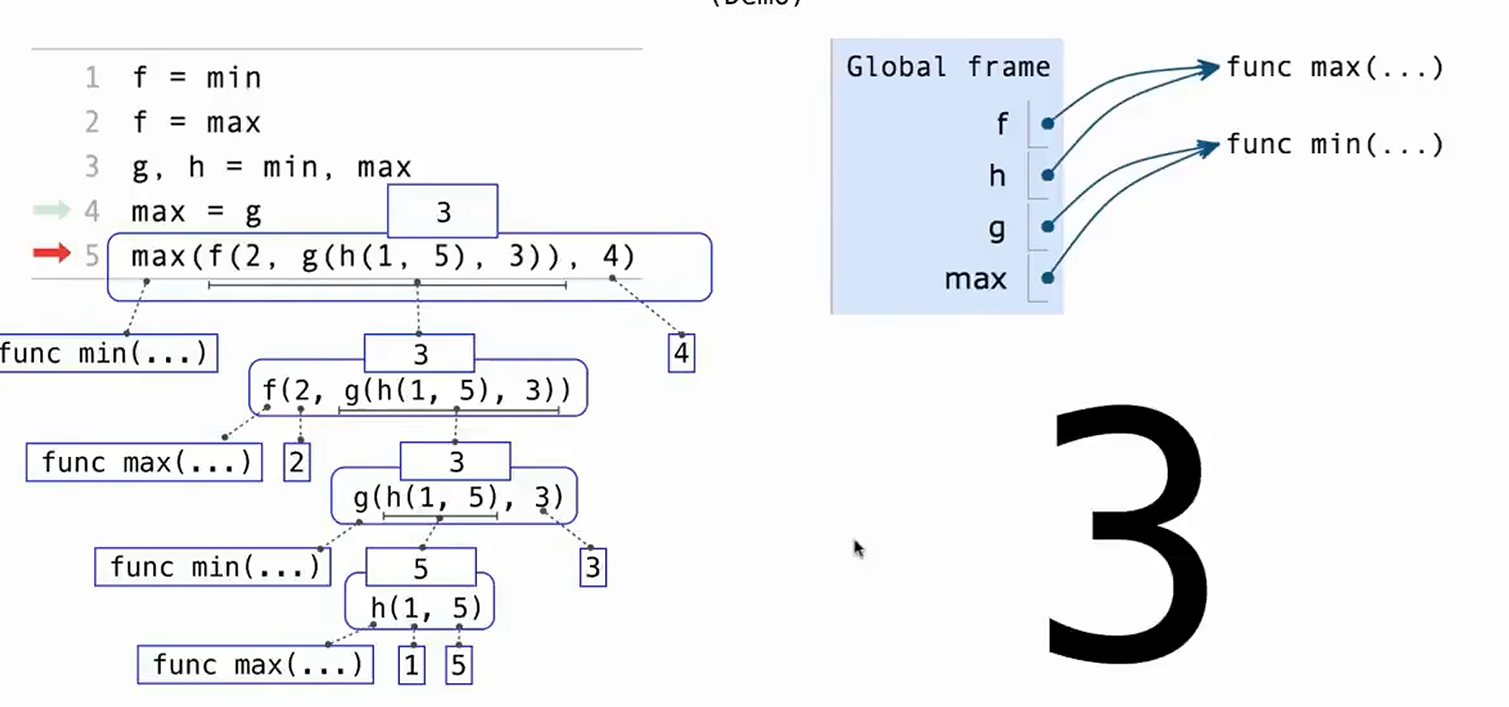 (Demo)
1 f = min
2 f = max
3 g, h = min, max
4 max = g
3
5 max(f(2, g(h(1, 5), 3)), 4)
func min(...)
3
4
f(2, g(h(1, 5), 3))
func max(...)
2
3
g(h(1, 5), 3)
func min(...)
5
3
h(1, 5)
func max(...)
1
5
Global frame
f
h
g
max
func max(...)
func min(...)
3